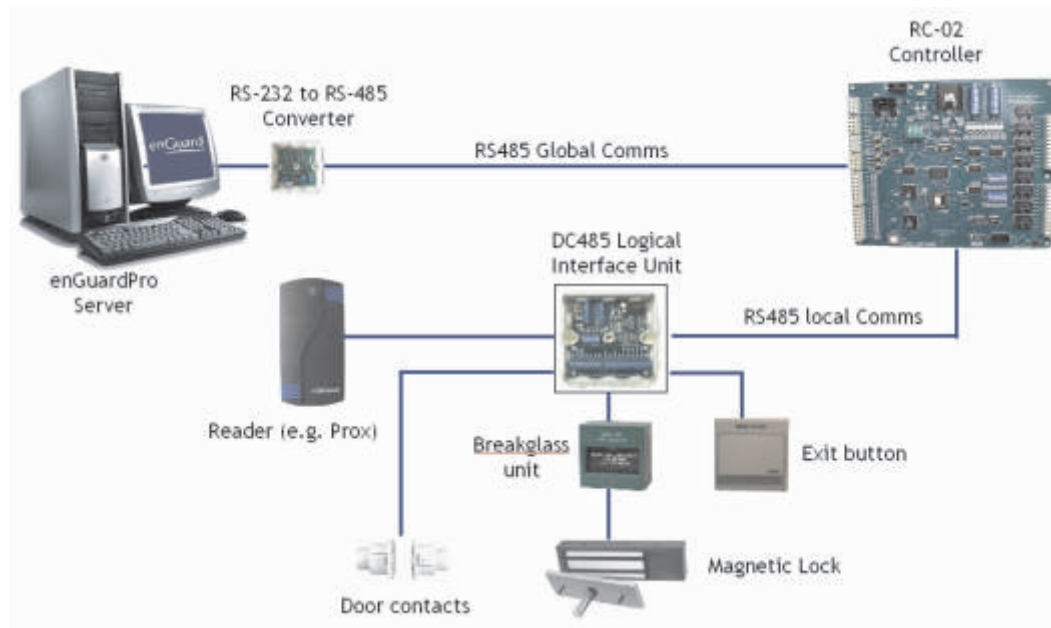 RC-02
Controller
RS-232 to RS-485
Converter
enGuard
RS485 Global Comms
enGuardPro
Server
DC485 Logical
Interface Unit
RS485 local Comms
Reader (e.g. Prox)
Breakglass
unit
Exit button
Magnetic Lock
Door contacts